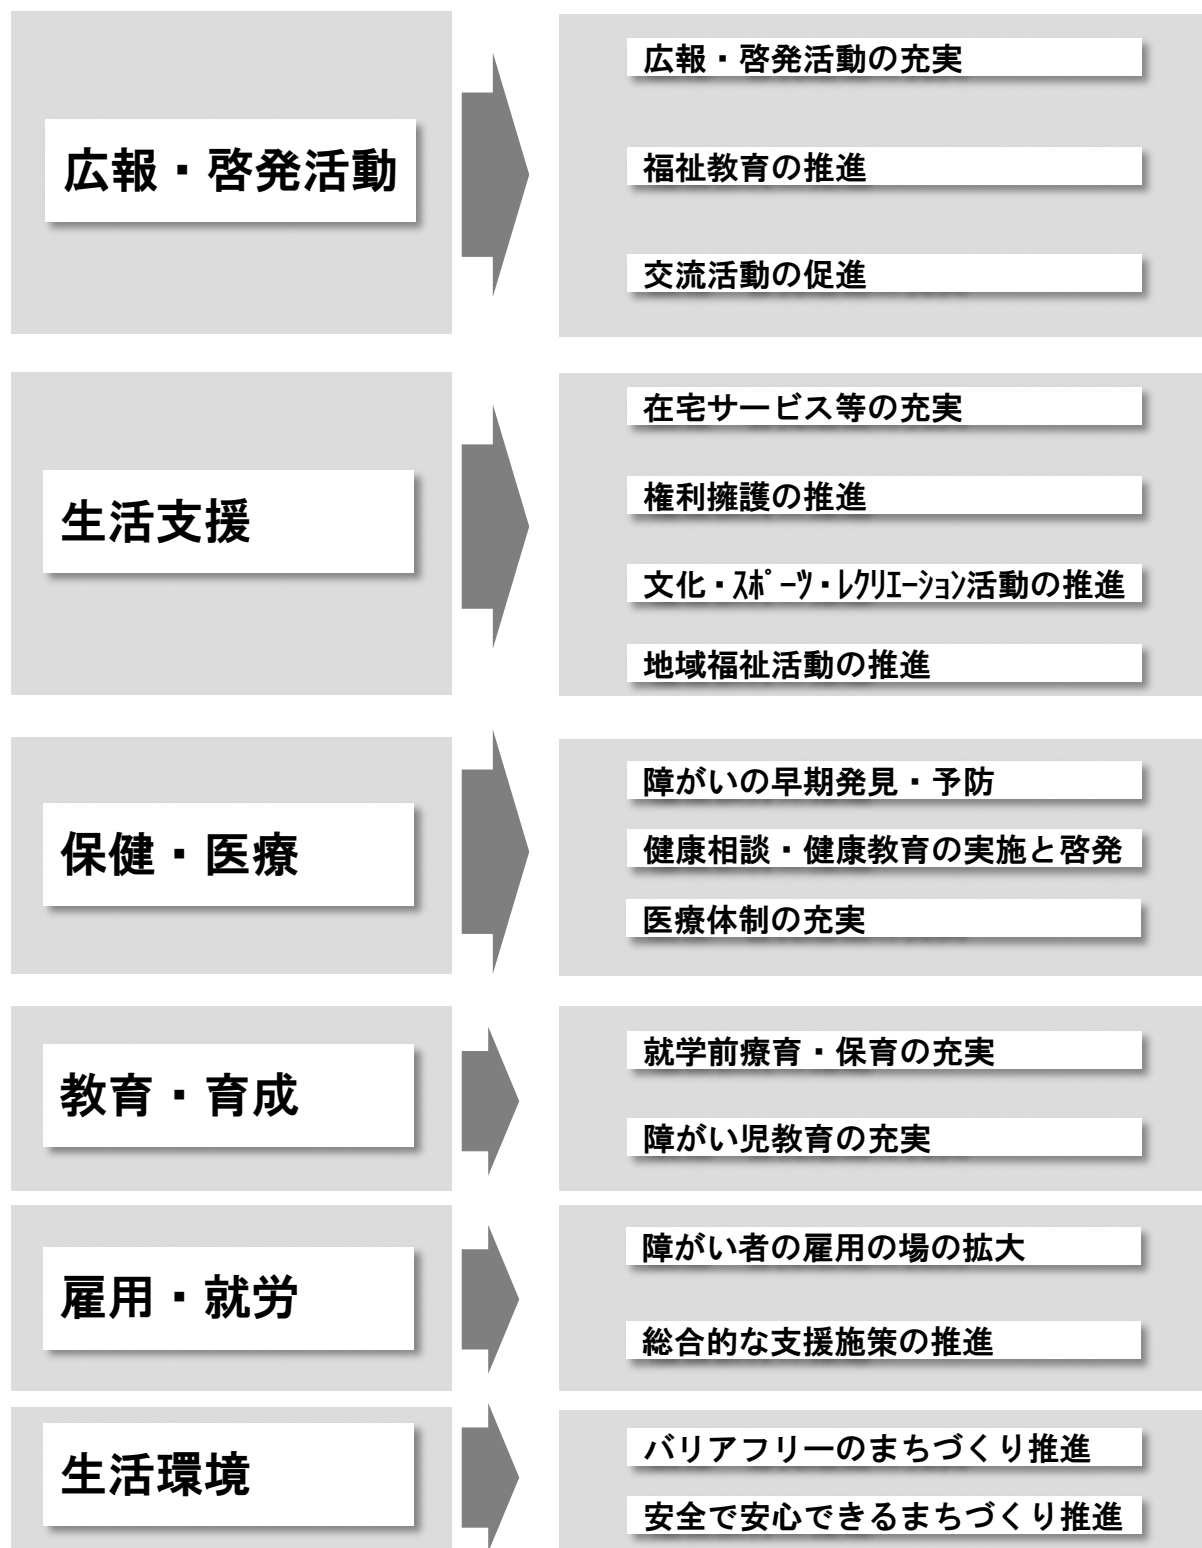 広報・啓発活動
広報・啓発活動の充実
福祉教育の推進
交流活動の促進
生活支援
在宅サービス等の充実
権利擁護の推進
文化・ｽﾎﾟｰﾂ・ﾚｸﾘｴｰｼｮﾝ活動の推進
地域福祉活動の推進
保健・医療
障がいの早期発見・予防
健康相談・健康教育の実施と啓発
医療体制の充実
教育・育成
就学前療育・保育の充実
障がい児教育の充実
雇用・就労
障がい者の雇用の場の拡大
総合的な支援施策の推進
生活環境
バリアフリーのまちづくり推進
安全で安心できるまちづくり推進